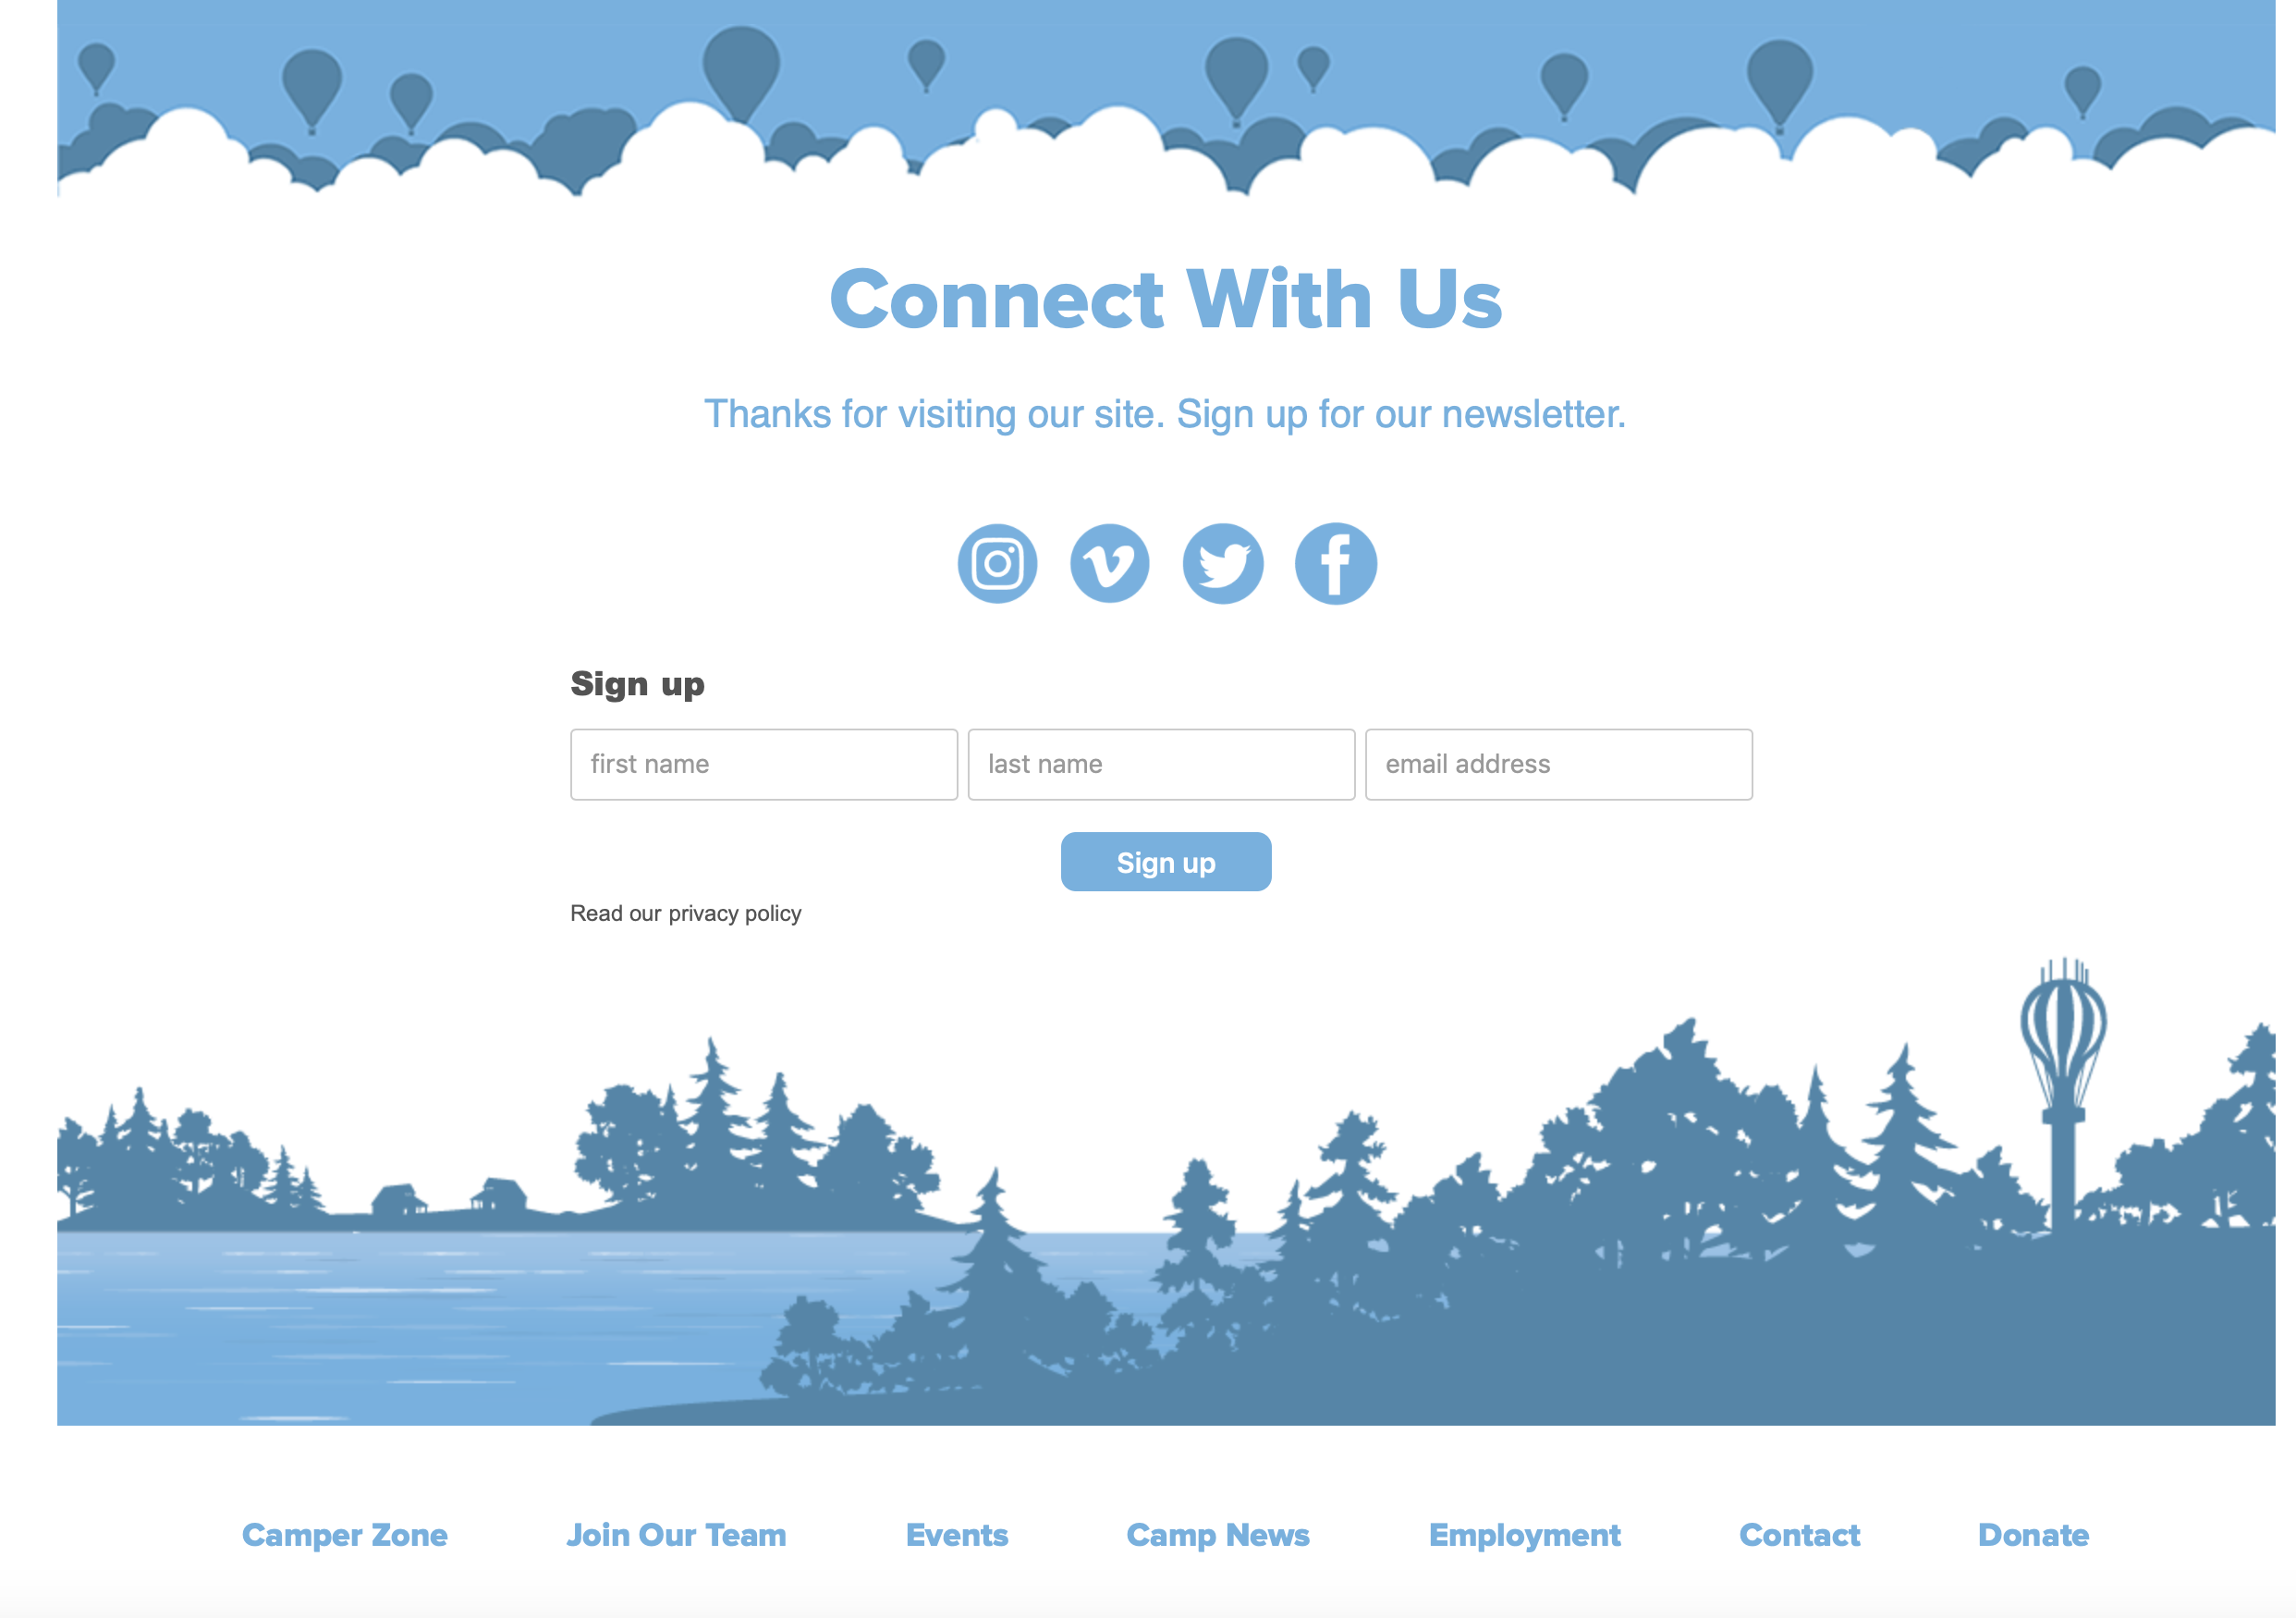 Connect With Us
Thanks for visiting our site. Sign up for our newsletter.
Sign up
first name
last name
email address
Sign up
Read our privacy policy
Camper Zone
Join Our Team
Events
Camp News
Employment
Contact
Donate